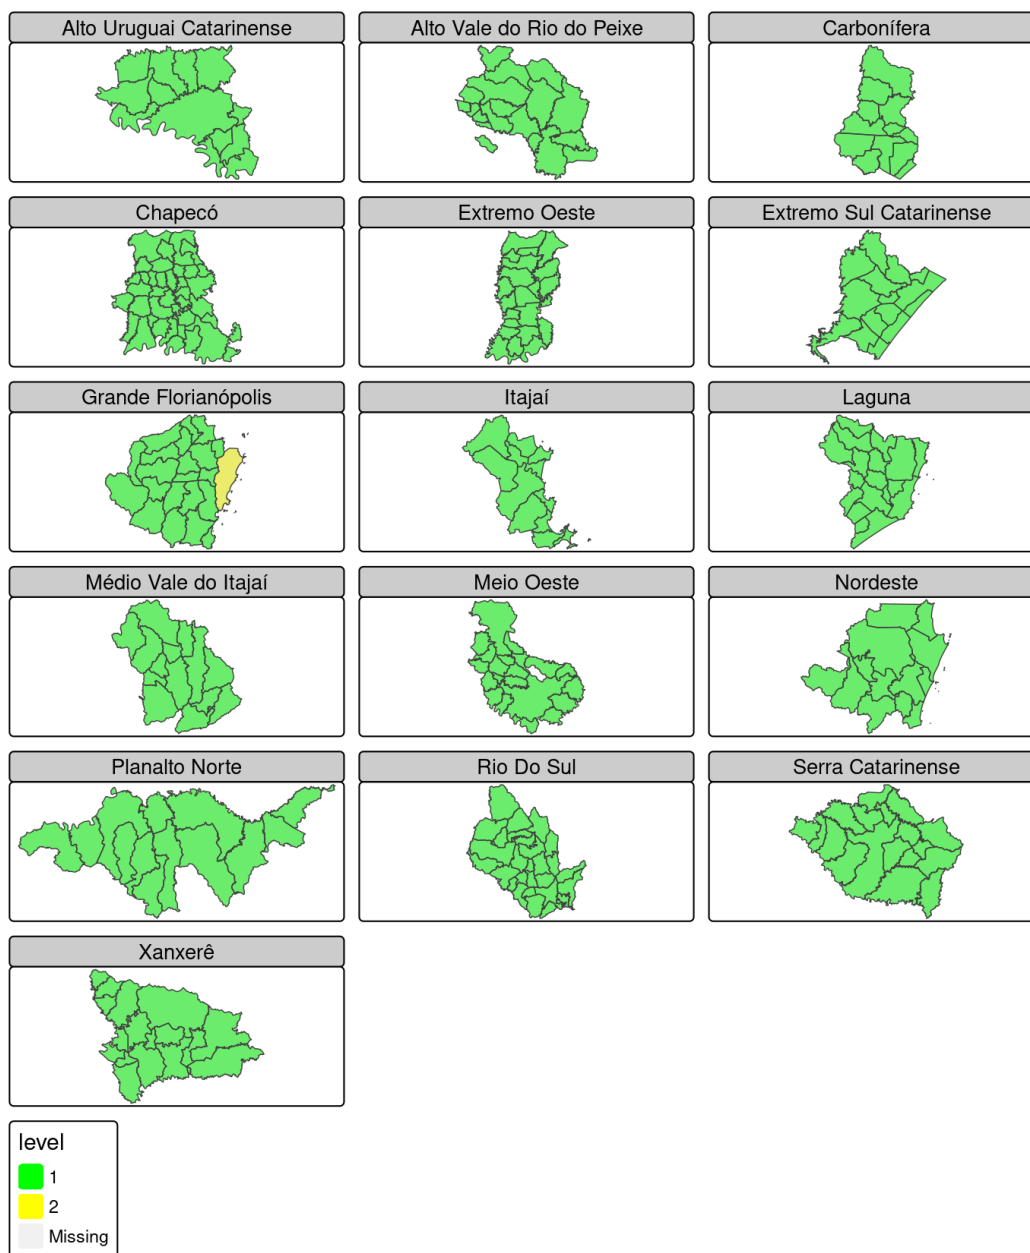 Alto Uruguai Catarinense
Alto Vale do Rio do Peixe
Carbonífera
Chapecó
Extremo Oeste
Extremo Sul Catarinense
Grande Florianópolis
Itajaí
Laguna
Médio Vale do Itajaí
Meio Oeste
Nordeste
Planalto Norte
Rio Do Sul
Serra Catarinense
Xanxerê
level
1
2
Missing